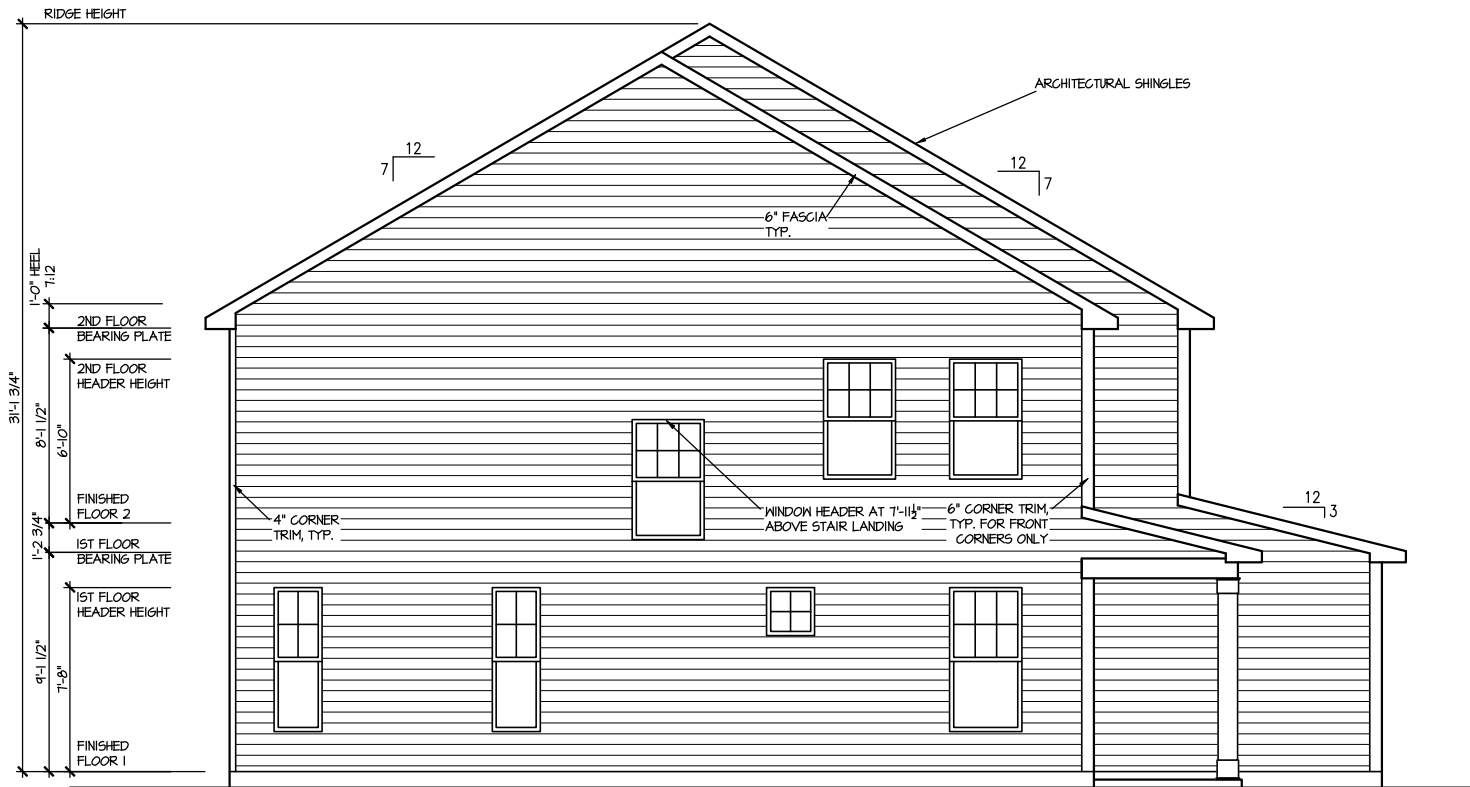 RIDGE HEIGHT
ARCHITECTURAL SHINGLES
12
7
12
7
6" FASCIA
TYP.
1'-0" HEEL
7:12
2ND FLOOR
BEARING PLATE
2ND FLOOR
HEADER HEIGHT
31'-1 3/4"
8'-1 1/2"
6'-10"
FINISHED
FLOOR 2
4" CORNER
TRIM, TYP.
WINDOW HEADER AT 7'-11½"
ABOVE STAIR LANDING
6" CORNER TRIM,
TYP. FOR FRONT
CORNERS ONLY
12
3
1'-2 3/4"
1ST FLOOR
BEARING PLATE
1ST FLOOR
HEADER HEIGHT
9'-1 1/2"
7'-8"
FINISHED
FLOOR 1